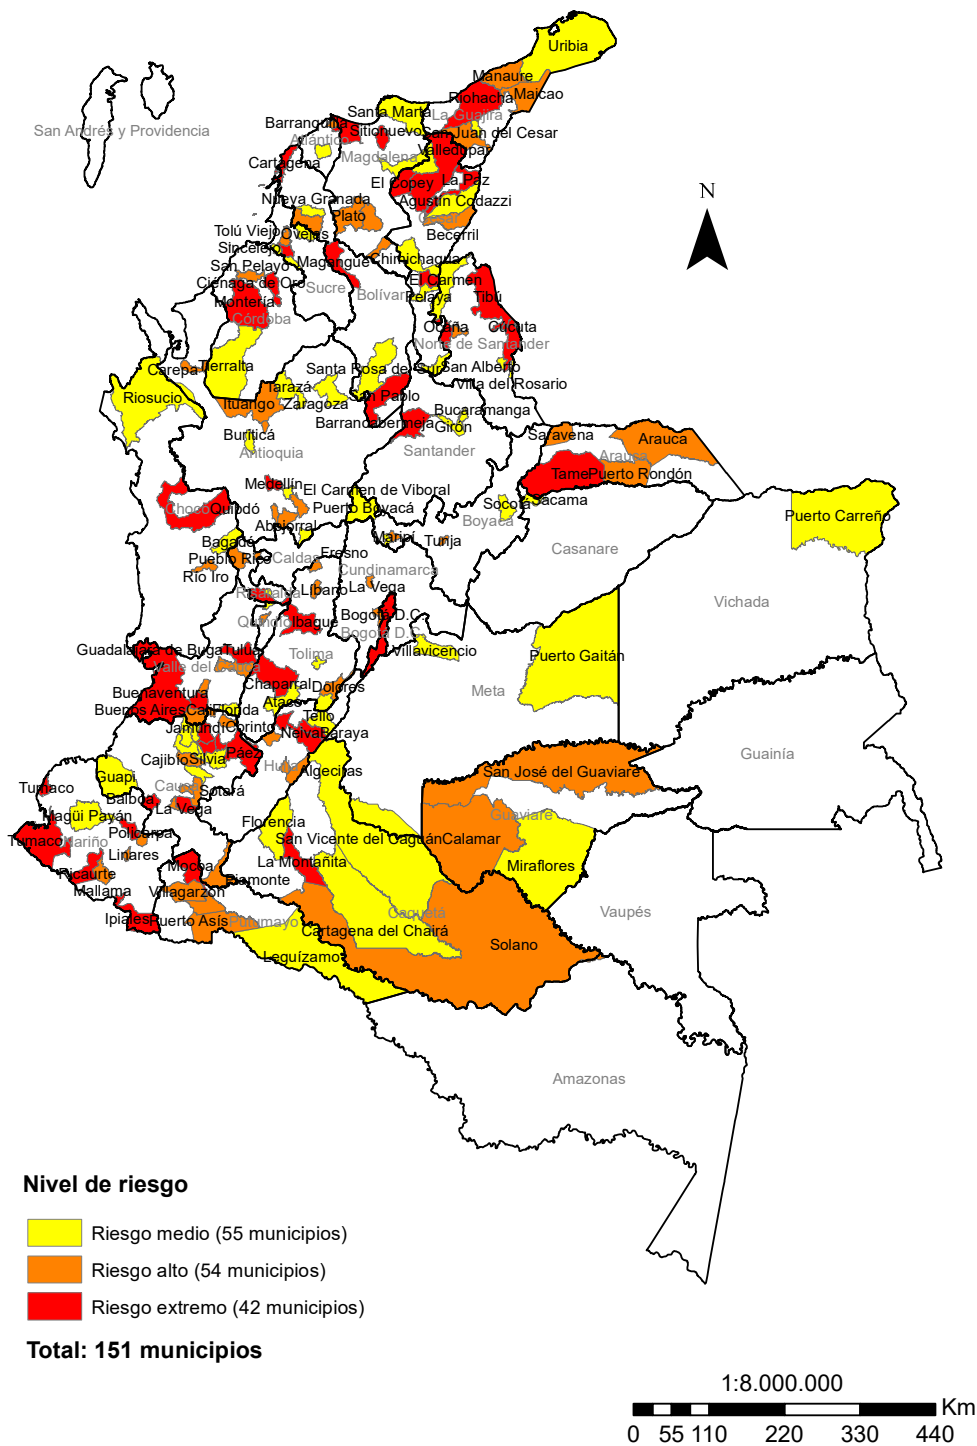 Uribia
Manaure
Maicao
Riohacha
La Guajira
Santa Marta
Barranquilla
Sitionuevo
San Juan del Cesar
San Andrés y Providencia
Atlántico
Magdalena
Valledupar
Cartagena
El Copey
La Paz
N
Nueva Granada
Agustín Codazzi
Plato
Cesar
Tolú Viejo
Ovejas
Becerril
Sincelejo
Magangué
Chimichagua
San Pelayo
Ciénaga de Oro
Sucre
Bolívar
El Carmen
Pelaya
Tibú
Montería
Córdoba
Ocaña
Cúcuta
Norte de Santander
Carepa
Tierralta
Santa Rosa del Sur
San Alberto
Villa del Rosario
Riosucio
Tarazá
Ituango
Zaragoza
San Pablo
Bucaramanga
Barrancabermeja
Girón
Buriticá
Antioquia
Santander
Saravena
Arauca
Arauca
Tame
Puerto Rondón
Medellín
El Carmen de Viboral
Sácama
Chocó
Quibdó
Puerto Boyacá
Socotá
Puerto Carreño
Abejorral
Boyacá
Bagadó
Maripí
Tunja
Casanare
Pueblo Rico
Caldas
Fresno
Río Iro
Cundinamarca
Risaralda
Líbano
La Vega
Vichada
Quindío
Ibagué
Bogotá D.C.
Bogotá D.C.
Guadalajara de Buga
Tuluá
Tolima
Villavicencio
Puerto Gaitán
Valle del Cauca
Chaparral
Dolores
Meta
Buenaventura
Ataco
Buenos Aires
Cali
Florida
Tello
Jamundí
Corinto
Neiva
Baraya
Cajibío
Silvia
Páez
Guainía
Huila
Algeciras
San José del Guaviare
Guapi
Tumaco
Balboa
Cauca
Sotará
La Vega
Magüí Payán
Florencia
Guaviare
Policarpa
San Vicente del Caguán
Calamar
Tumaco
Nariño
Linares
Mocoa
La Montañita
Miraflores
Ricaurte
Piamonte
Mallama
Villagarzón
Caquetá
Vaupés
Ipiales
Puerto Asís
Putumayo
Cartagena del Chairá
Solano
Leguízamo
Amazonas
Nivel de riesgo
Riesgo medio (55 municipios)
Riesgo alto (54 municipios)
Riesgo extremo (42 municipios)
Total: 151 municipios
1:8.000.000
Km
0 55 110 220 330 440